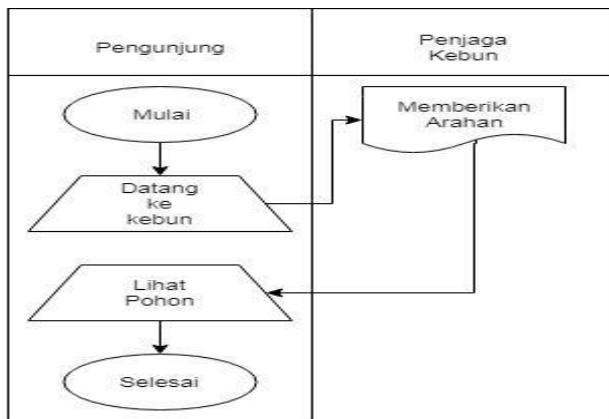 Pengunjung
Penjaga
Kebun
Mulai
Memberikan
Arahan
Datang
ke
kebun
Lihat
Pohon
Selesai